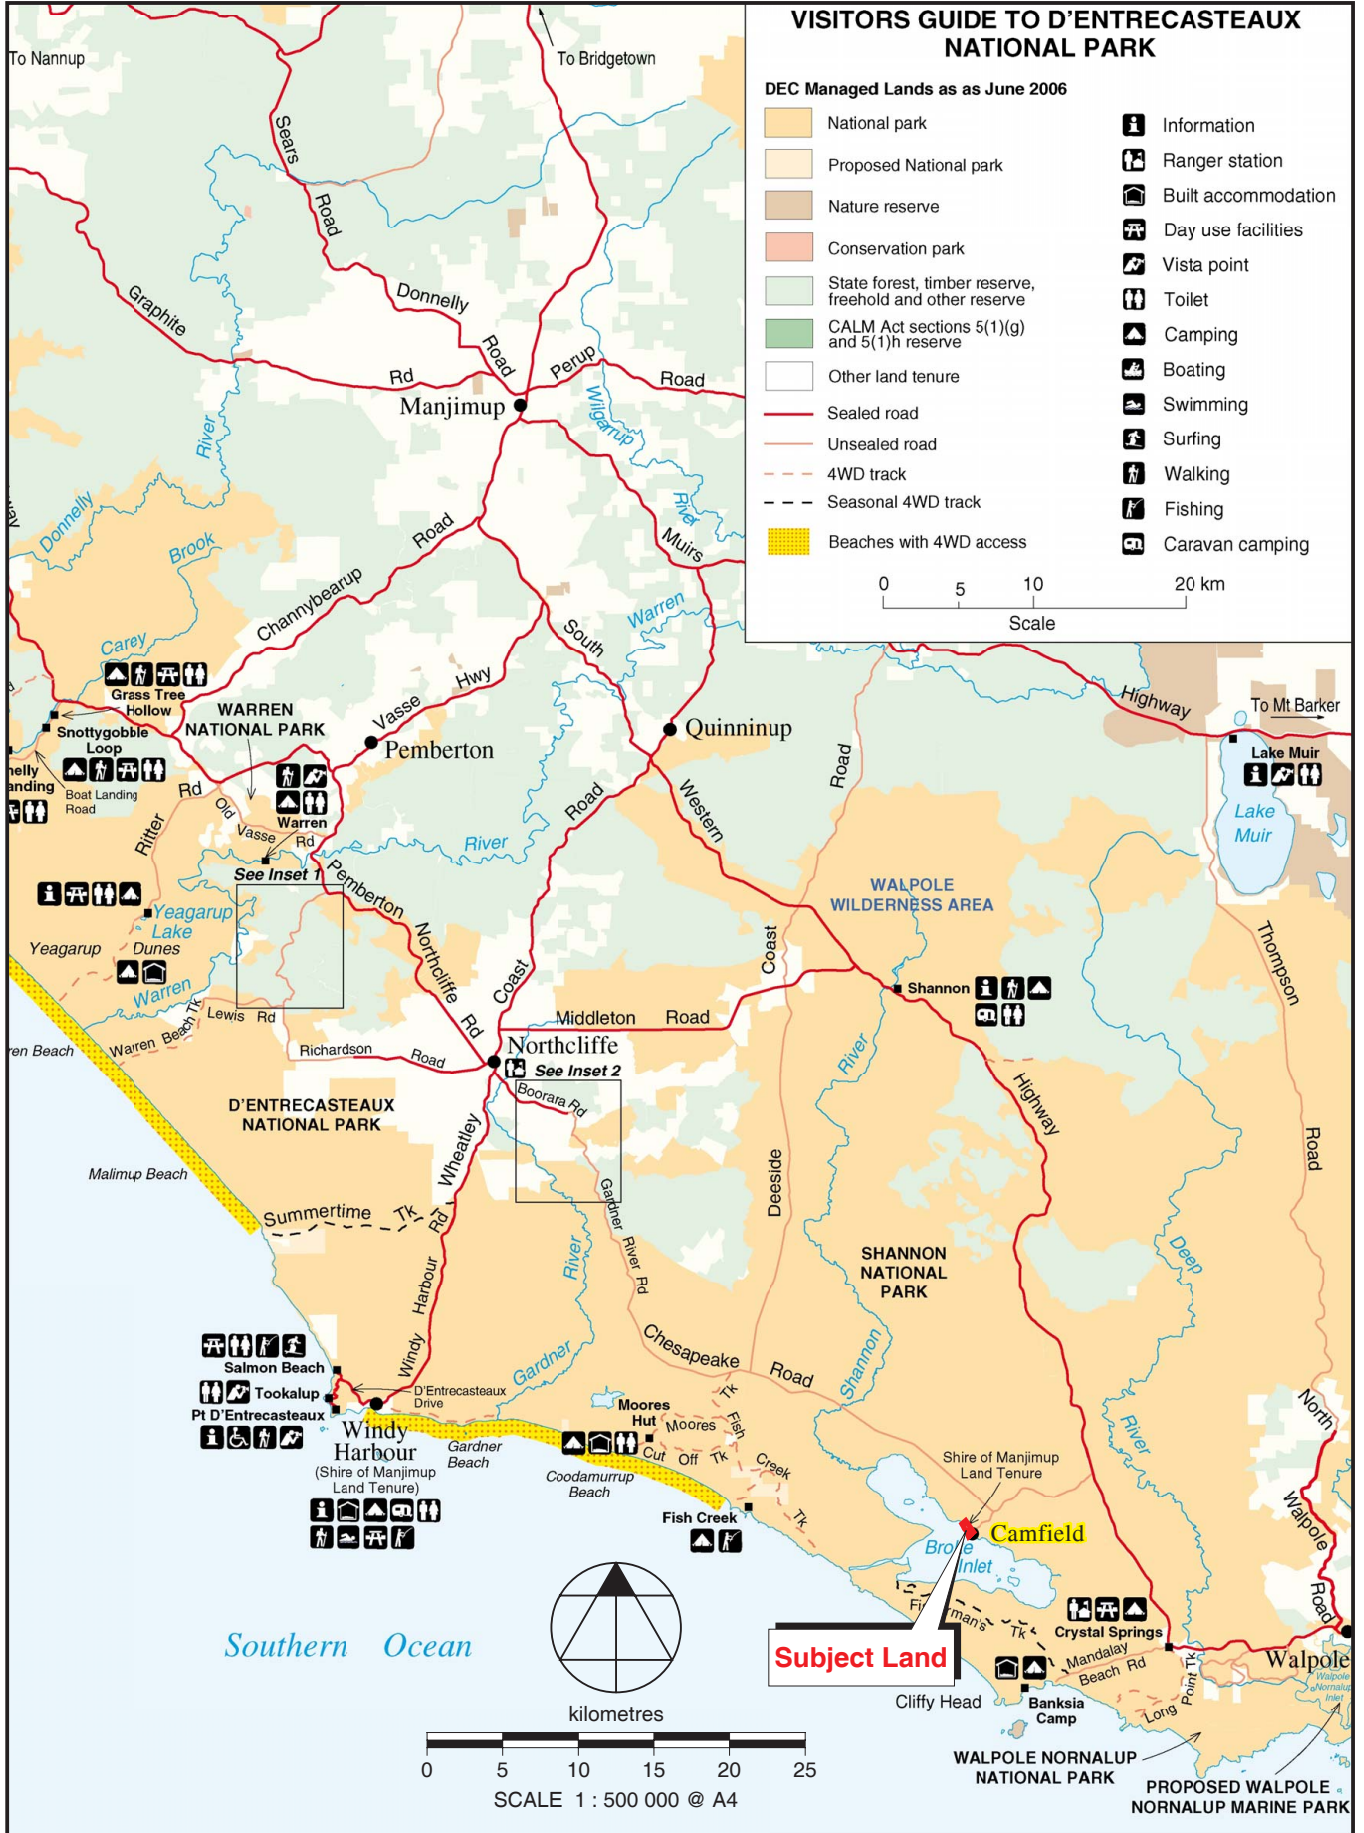 VISITORS GUIDE TO D'ENTRECASTEAUX
NATIONAL PARK
DEC Managed Lands as as June 2006
National park
Proposed National park
Nature reserve
Conservation park
State forest, timber reserve,
freehold and other reserve
CALM Act sections 5(1)(g)
and 5(1)h reserve
Other land tenure
Sealed road
Unsealed road
4WD track
Seasonal 4WD track
Beaches with 4WD access
Information
Ranger station
Built accommodation
Day use facilities
Vista point
Toilet
Camping
Boating
Swimming
Surfing
Walking
Fishing
Caravan camping
0 5 10 20 km
Scale
To Nannup
To Bridgetown
Sears
Road
Graphite
Rd
Donnelly
Road
Perup
Road
Manjimup
Wilgarrup
River
River
Donnelly
Brook
Carey
Channybearup
Road
Muirs
Warren
South
Vasse
Hwy
Grass Tree
Hollow
WARREN
NATIONAL PARK
Snottygobble
Loop
nelly
anding
Boat Landing
Road
Pemberton
Quinninup
Highway
To Mt Barker
Lake Muir
Lake
Muir
Road
Rd
Ritter
Old
Vasse
Rd
Warren
See Inset 1
River
Road
Western
Pemberton
Northcliffe
Rd
Yeagarup
Lake
Yeagarup
Dunes
Warren
Warren Beach Tk
Lewis Rd
ren Beach
Richardson
Road
Coast
Middleton Road
Coast
WALPOLE
WILDERNESS AREA
Shannon
Thompson
Road
Northcliffe
See Inset 2
Boorara Rd
D'ENTRECASTEAUX
NATIONAL PARK
Wheatley
Malimup Beach
Summertime Tk
Rd
Harbour
Windy
River
Gardner
Gardner River Rd
Deeside
River
Shannon
Highway
SHANNON
NATIONAL
PARK
Deep
River
Chesapeake
Road
Salmon Beach
Tookalup
Pt D'Entrecasteaux
D'Entrecasteaux
Drive
Windy
Harbour
(Shire of Manjimup
Land Tenure)
Gardner
Beach
Moores
Hut
Moores
Cut Off Tk
Tk
Fish
Creek
Tk
Coodamurrup
Beach
Fish Creek
Shire of Manjimup
Land Tenure
Camfield
Broke
Inlet
Subject Land
Tk
Crystal Springs
Mandalay
Beach Rd
Long
Point Tk
Banksia
Camp
Cliffy Head
North
Walpole
Road
Walpole
Walpole
Nornalup
Inlet
WALPOLE NORNALUP
NATIONAL PARK
PROPOSED WALPOLE
NORNALUP MARINE PARK
Southern Ocean
kilometres
0 5 10 15 20 25
SCALE 1 : 500 000 @ A4